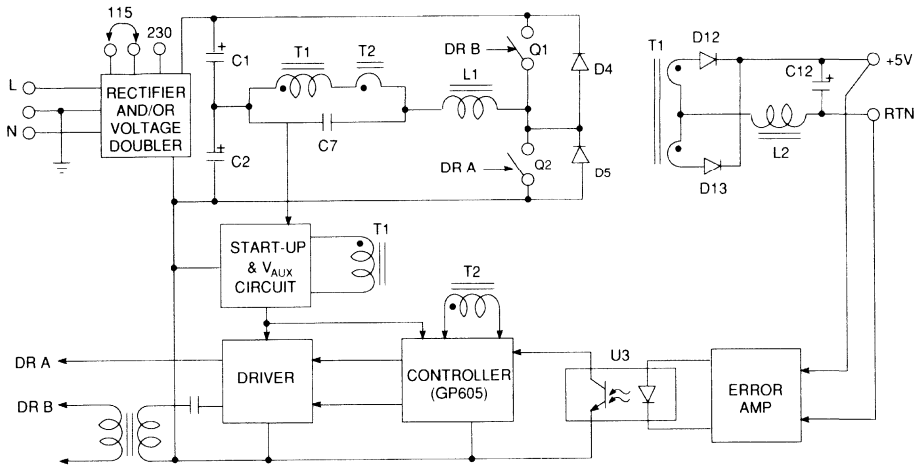 115
230
L
N
RECTIFIER
AND/OR
VOLTAGE
DOUBLER
+
C1
+
C2
T1
T2
C7
L1
DR B
Q1
D4
DR A
Q2
D5
T1
D12
D13
C12
+
L2
+5V
RTN
START-UP
& VAUX
CIRCUIT
T1
T2
DR A
DR B
DRIVER
CONTROLLER
(GP605)
U3
ERROR
AMP